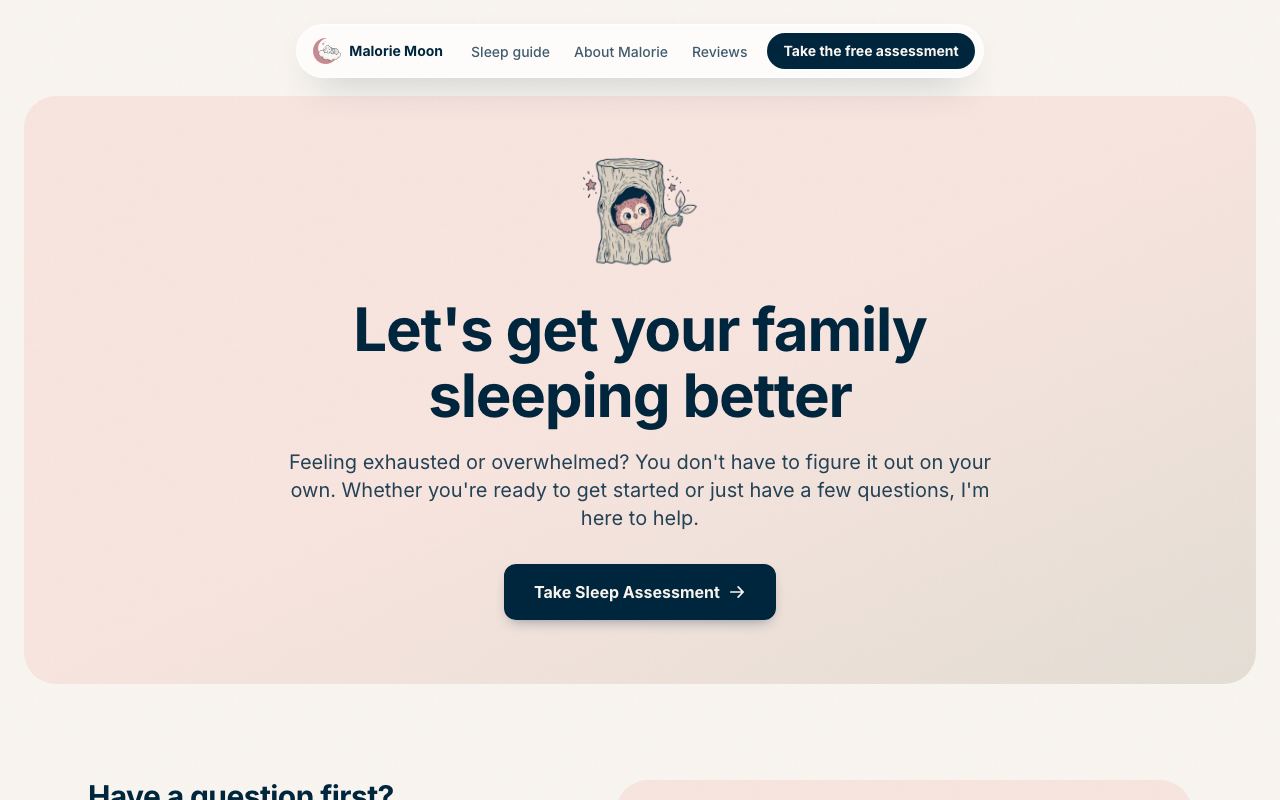 Malorie Moon
Sleep guide
About Malorie
Reviews
Take the free assessment
Let's get your family
sleeping better
Feeling exhausted or overwhelmed? You don't have to figure it out on your
own. Whether you're ready to get started or just have a few questions, I'm
here to help.
Take Sleep Assessment
Have a question first?